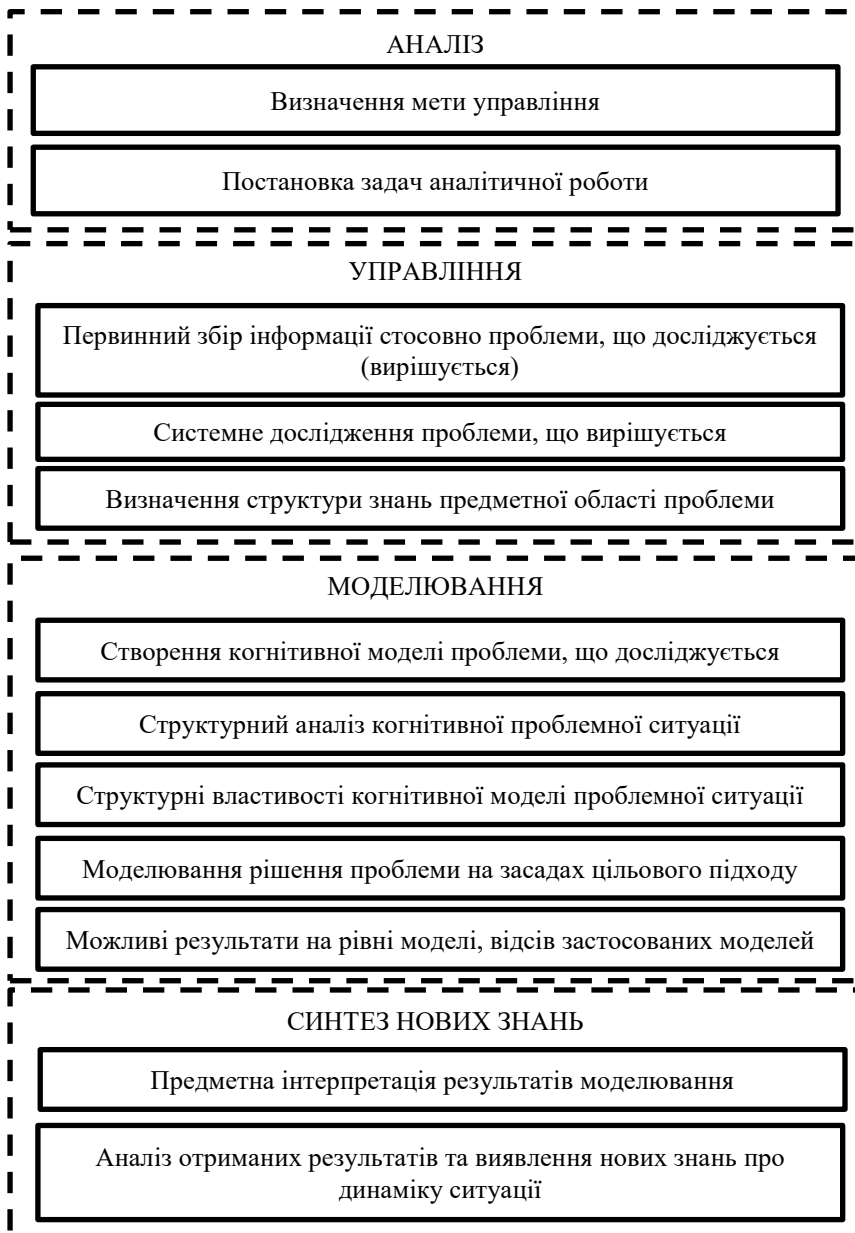 АНАЛІЗ
Визначення мети управління
Постановка задач аналітичної роботи
УПРАВЛІННЯ
Первинний збір інформації стосовно проблеми, що досліджується
(вирішується)
Системне дослідження проблеми, що вирішується
Визначення структури знань предметної області проблеми
МОДЕЛЮВАННЯ
Створення когнітивної моделі проблеми, що досліджується
Структурний аналіз когнітивної проблемної ситуації
Структурні властивості когнітивної моделі проблемної ситуації
Моделювання рішення проблеми на засадах цільового підходу
Можливі результати на рівні моделі, відсів застосованих моделей
СИНТЕЗ НОВИХ ЗНАНЬ
Предметна інтерпретація результатів моделювання
Аналіз отриманих результатів та виявлення нових знань про
динаміку ситуації